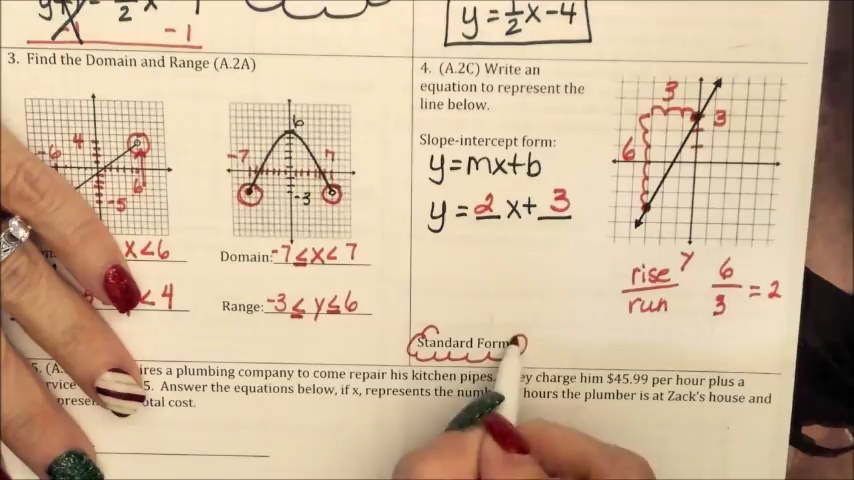 y = 1/2 x - 4
-1 -1
3. Find the Domain and Range (A.2A)
4
-6
6
-5
x < 6
< 4
6
-7 7
-3
Domain: -7 ≤ x < 7
Range: -3 ≤ y ≤ 6
4. (A.2C) Write an
equation to represent the
line below.
Slope-intercept form:
y=mx+b
y = 2 x + 3
3
3
6
rise
run
6
3
= 2
Standard Form
5. (A.
ires a plumbing company to come repair his kitchen pipes. ey charge him $45.99 per hour plus a
5. Answer the equations below, if x, represents the num hours the plumber is at Zack's house and
otal cost.